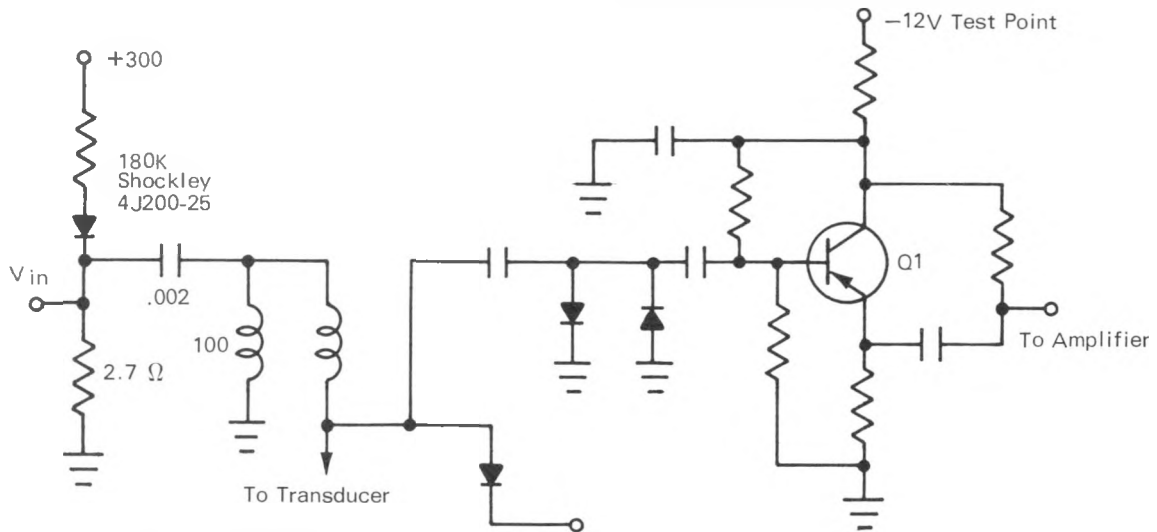 −12V Test Point
+300
180K
Shockley
4J200-25
V in
.002
Q1
100
2.7 Ω
To Amplifier
To Transducer